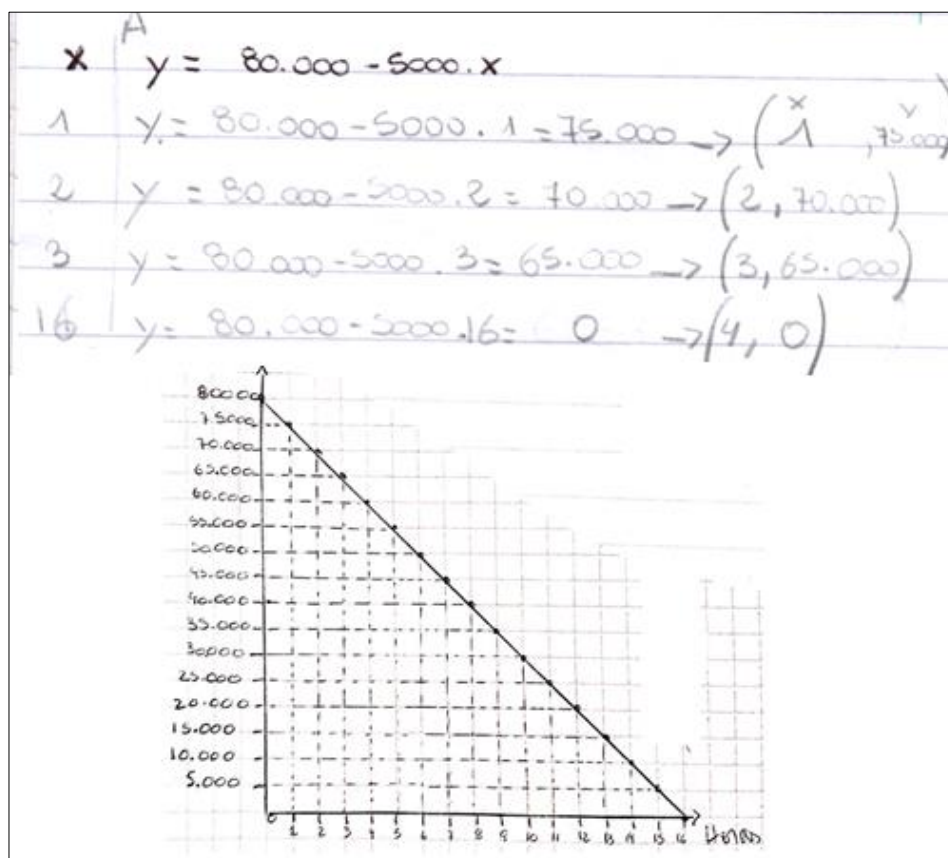 A
x y = 80.000 - 5000.x
1 y = 80.000 - 5000.1 = 75.000 → (1, 75.000)
x y
2 y = 80.000 - 5000.2 = 70.000 → (2, 70.000)
3 y = 80.000 - 5000.3 = 65.000 → (3, 65.000)
16 y = 80.000 - 5000.16 = 0 → (4, 0)
80000
75000
70.000
65.000
60.000
55.000
50.000
45.000
40.000
35.000
30.000
25.000
20.000
15.000
10.000
5.000
0 1 2 3 4 5 6 7 8 9 10 11 12 13 14 15 16 Horas